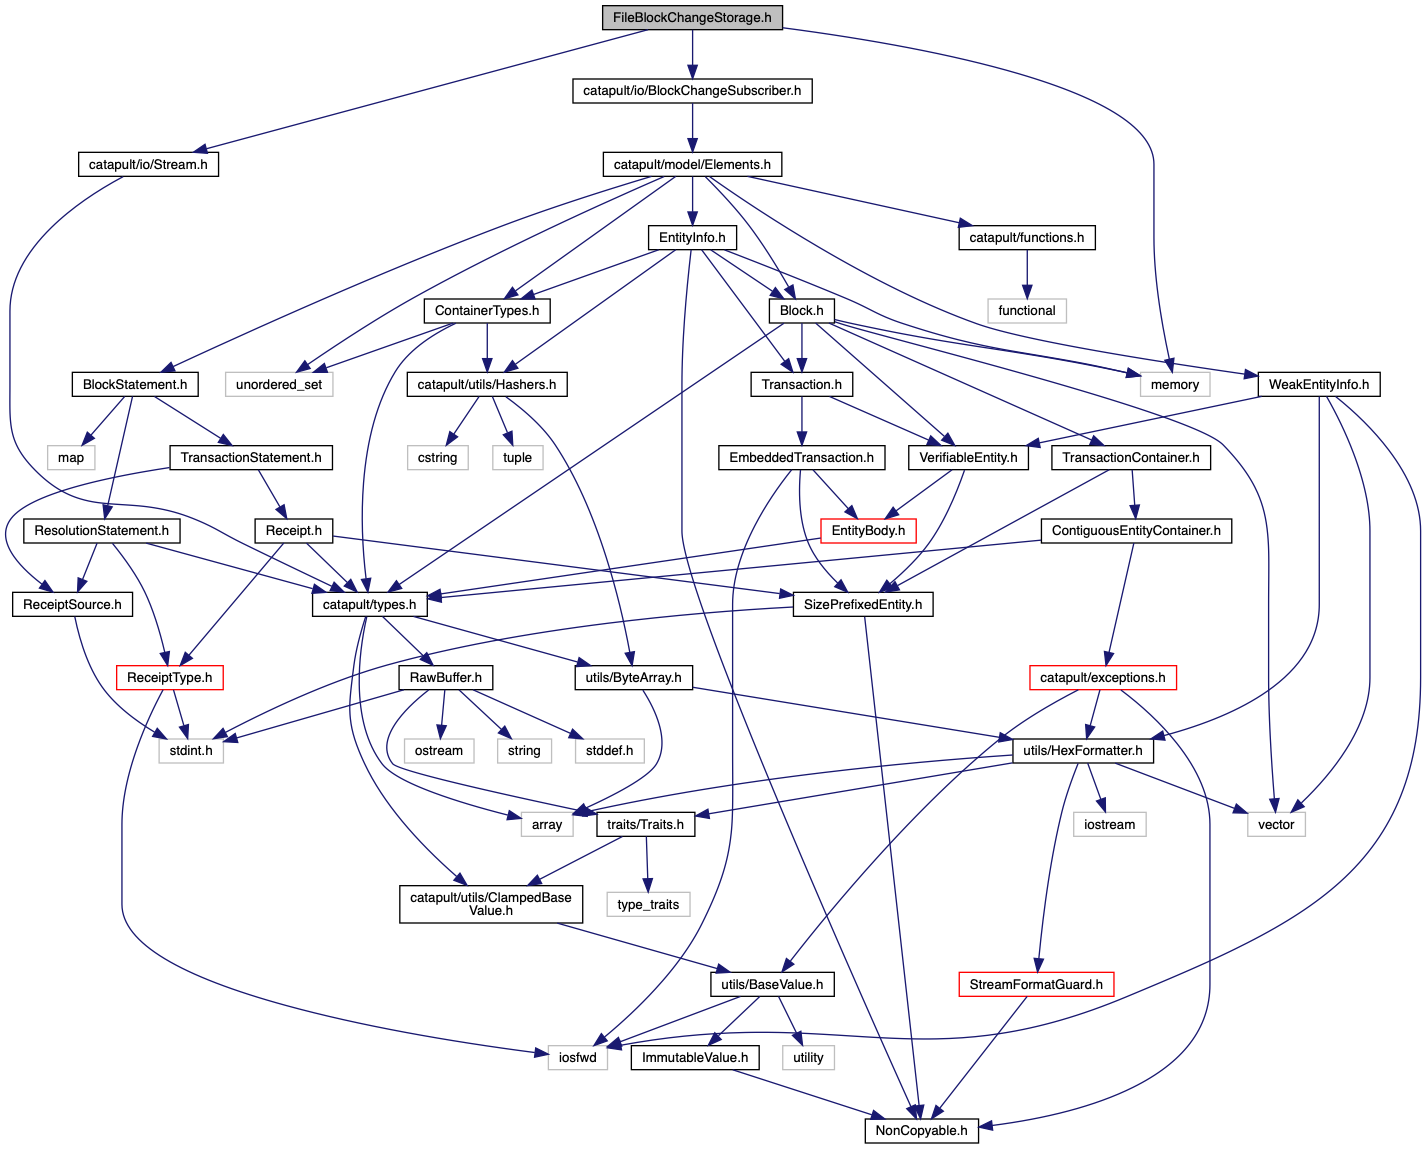 FileBlockChangeStorage.h
catapult/io/BlockChangeSubscriber.h
catapult/io/Stream.h
catapult/model/Elements.h
EntityInfo.h
catapult/functions.h
ContainerTypes.h
Block.h
functional
BlockStatement.h
unordered_set
catapult/utils/Hashers.h
Transaction.h
memory
WeakEntityInfo.h
map
TransactionStatement.h
cstring
tuple
EmbeddedTransaction.h
VerifiableEntity.h
TransactionContainer.h
ResolutionStatement.h
Receipt.h
EntityBody.h
ContiguousEntityContainer.h
ReceiptSource.h
catapult/types.h
SizePrefixedEntity.h
ReceiptType.h
RawBuffer.h
utils/ByteArray.h
catapult/exceptions.h
stdint.h
ostream
string
stddef.h
utils/HexFormatter.h
array
traits/Traits.h
iostream
vector
catapult/utils/ClampedBase
Value.h
type_traits
utils/BaseValue.h
StreamFormatGuard.h
iosfwd
ImmutableValue.h
utility
NonCopyable.h